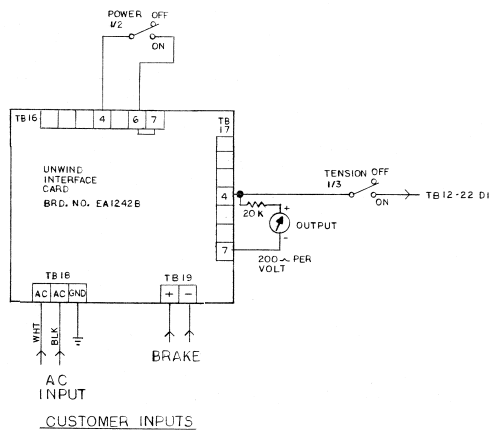 POWER OFF
1/2
ON
TB16 4 6 7
TB
17
UNWIND
INTERFACE
CARD
BRD. NO. EA1242B
TENSION OFF
1/3
4
ON
TB12-22 D1
20K
+
OUTPUT
-
7
200~ PER
VOLT
TB18
TB19
AC AC GND
+ -
WHT
BLK
BRAKE
AC
INPUT
CUSTOMER INPUTS